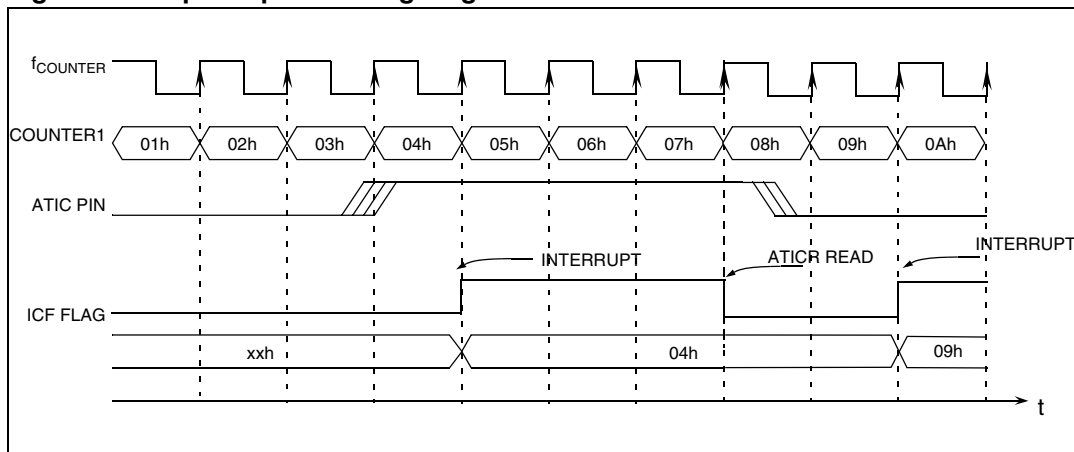 fCOUNTER
COUNTER1 01h 02h 03h 04h 05h 06h 07h 08h 09h 0Ah
ATIC PIN
INTERRUPT ATICR READ INTERRUPT
ICF FLAG
xxh 04h 09h
t